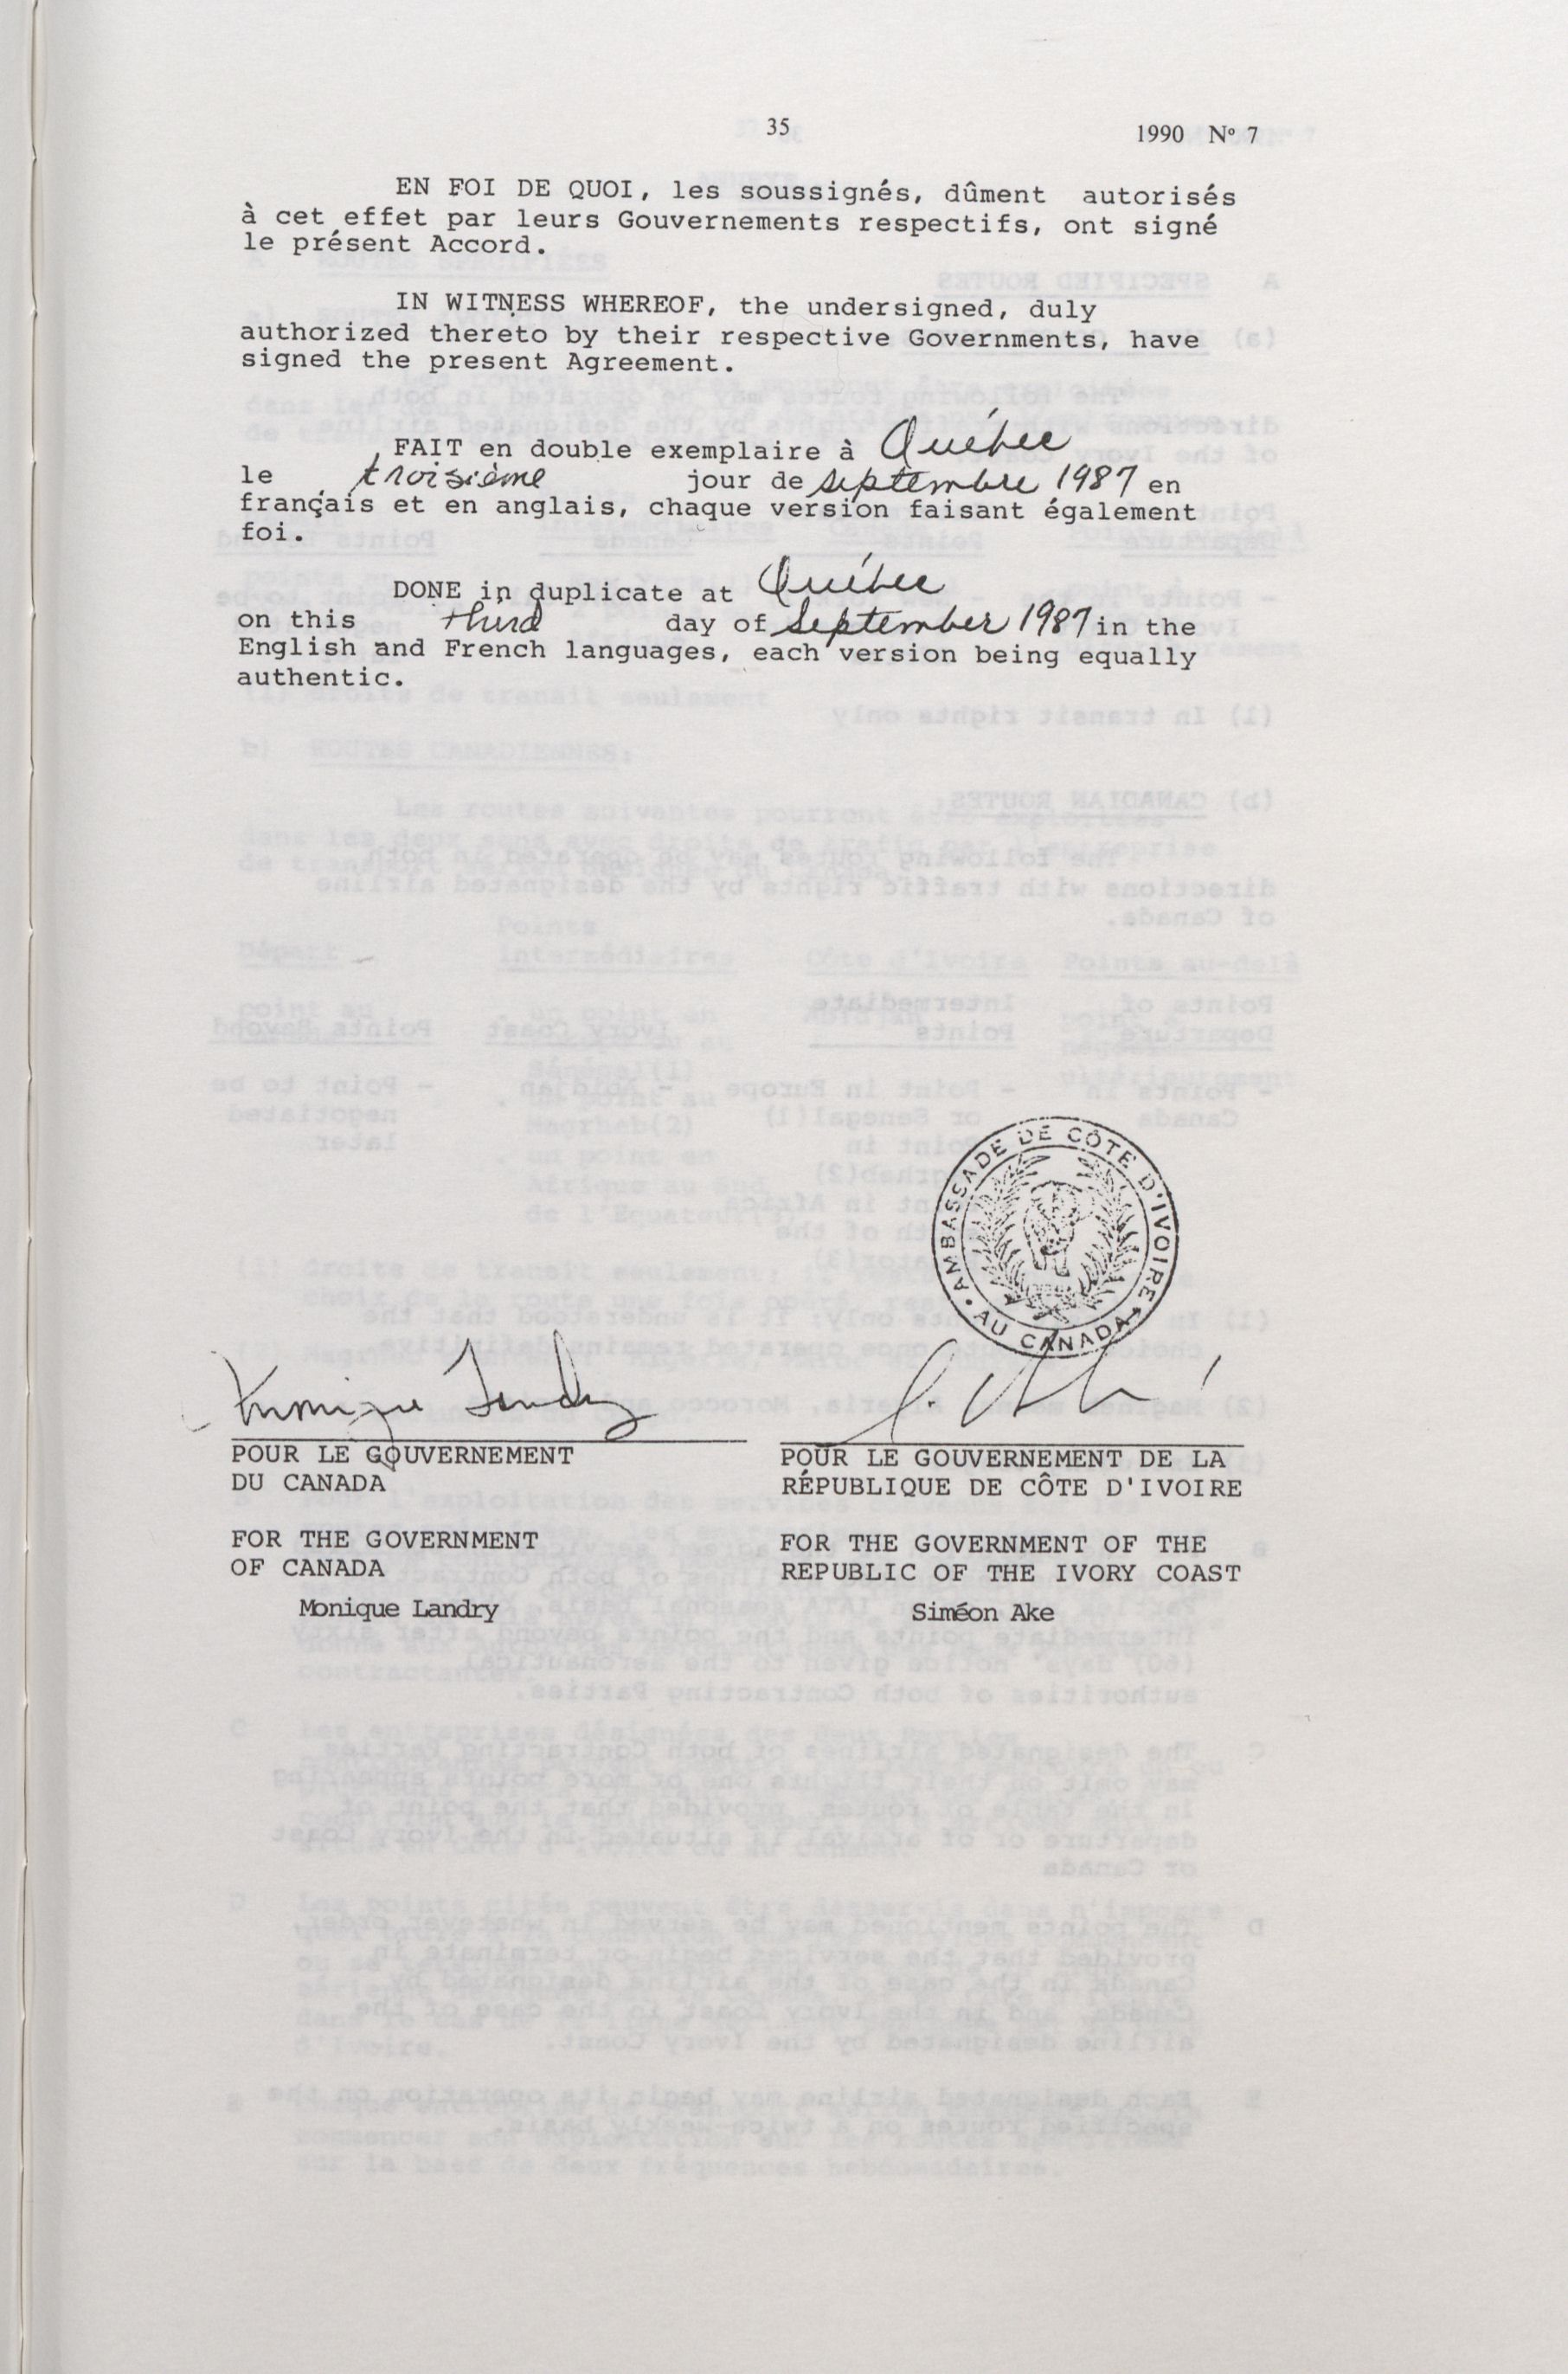 35
1990 Nº 7
EN FOI DE QUOI, les soussignés, dûment autorisés
à cet effet par leurs Gouvernements respectifs, ont signé
le présent Accord.
IN WITNESS WHEREOF, the undersigned, duly
authorized thereto by their respective Governments, have
signed the present Agreement.
FAIT en double exemplaire à Québec
le troisième jour de septembre 1987 en
français et en anglais, chaque version faisant également
foi.
DONE in duplicate at Québec
on this third day of September 1987 in the
English and French languages, each version being equally
authentic.
AMBASSADE DE CÔTE D'IVOIRE
AU CANADA
Monique Landry
POUR LE GOUVERNEMENT
DU CANADA
FOR THE GOVERNMENT
OF CANADA
Monique Landry
POUR LE GOUVERNEMENT DE LA
RÉPUBLIQUE DE CÔTE D'IVOIRE
FOR THE GOVERNMENT OF THE
REPUBLIC OF THE IVORY COAST
Siméon Ake